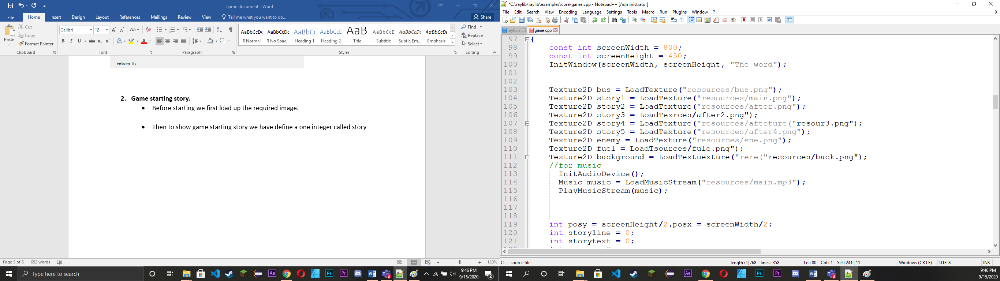 game document - Word
File Home Insert Design Layout References Mailings Review View Tell me what you want to do... Share
Paste Cut Copy Format Painter
Calibri 12
AaBbCcDc AaBbCcDc AaBbC( AaBbCcC AaB AaBbCcD AaBbCcDc AaBbCcDc
¶ Normal ¶ No Spac... Heading 1 Heading 2 Title Subtitle Subtle Em... Emphasis
Find
Replace
Select
Clipboard Font Paragraph Styles Editing
return 0;
2. Game starting story.
• Before starting we first load up the required image.
• Then to show game starting story we have define a one integer called story
Page 5 of 5 652 words 120%
Type here to search
9:46 PM
9/15/2020
*C:\raylib\raylib\examples\core\game.cpp - Notepad++ [Administrator]
File Edit Search View Encoding Language Settings Tools Macro Run Plugins Window ? X
raylib.h game.cpp
97 {
98 const int screenWidth = 800;
99 const int screenHeight = 450;
100 InitWindow(screenWidth, screenHeight, "The word");
101
102
103 Texture2D bus = LoadTexture("resources/bus.png");
104 Texture2D story1 = LoadTexture("resources/main.png");
105 Texture2D story2 = LoadTexture("resources/after.png");
106 Texture2D story3 = LoadTexrces/after2.png");
107 Texture2D story4 = LoadTexture("resources/afteture("resour3.png");
108 Texture2D story5 = LoadTexture("resources/after4.png");
109 Texture2D enemy = LoadTexture("resources/ene.png");
110 Texture2D fuel = LoadTsources/fule.png");
111 Texture2D background = LoadTextuexture("rere("resources/back.png");
112 //for music
113 InitAudioDevice();
114 Music music = LoadMusicStream("resources/main.mp3");
115 PlayMusicStream(music);
116
117
118
119 int posy = screenHeight/2,posx = screenWidth/2;
120 int storyline = 0;
121 int storytext = 0;
C++ source file length : 9,768 lines : 358 Ln : 80 Col : 1 Sel : 241 | 11 Windows (CR LF) UTF-8 INS
9:46 PM
9/15/2020